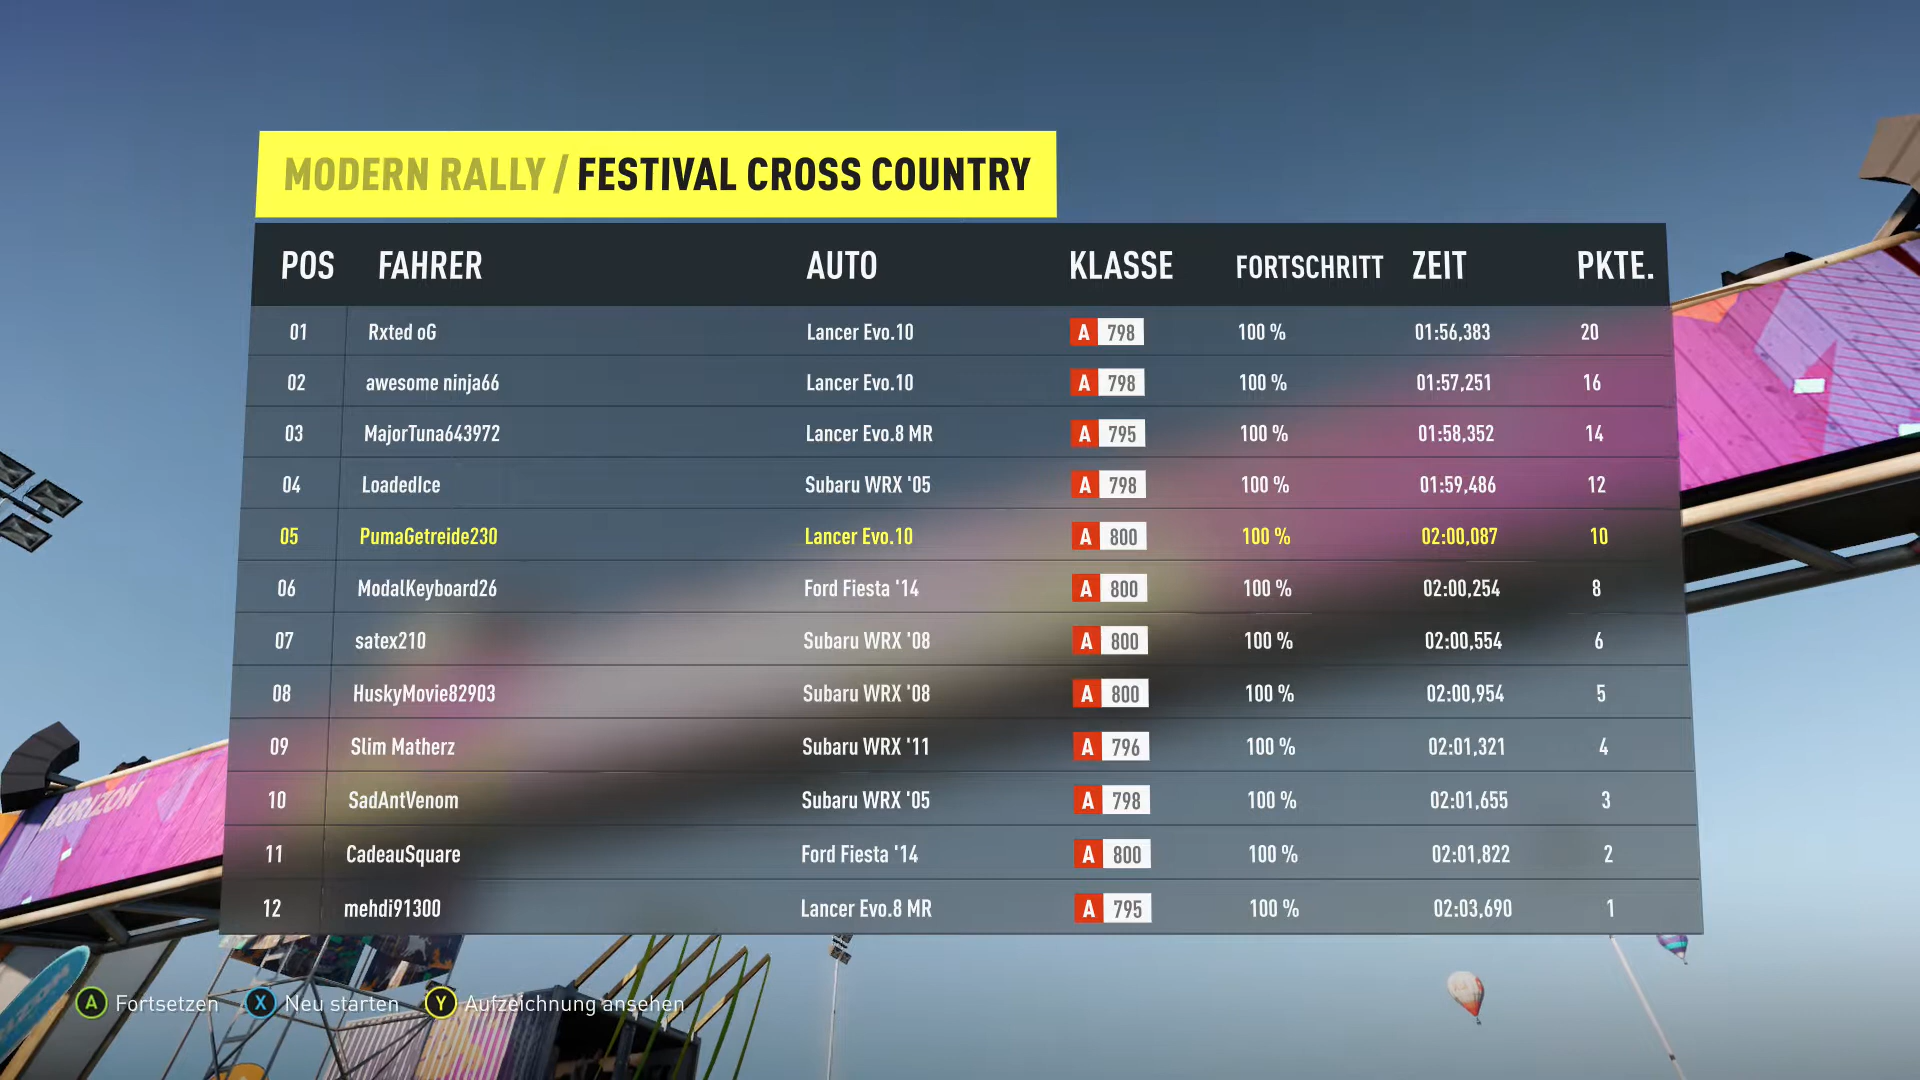 MODERN RALLY / FESTIVAL CROSS COUNTRY
POS FAHRER AUTO KLASSE FORTSCHRITT ZEIT PKTE.
01 Rxted oG Lancer Evo.10 A 798 100 % 01:56,383 20
02 awesome ninja66 Lancer Evo.10 A 798 100 % 01:57,251 16
03 MajorTuna643972 Lancer Evo.8 MR A 795 100 % 01:58,352 14
04 LoadedIce Subaru WRX '05 A 798 100 % 01:59,486 12
05 PumaGetreide230 Lancer Evo.10 A 800 100 % 02:00,087 10
06 ModalKeyboard26 Ford Fiesta '14 A 800 100 % 02:00,254 8
07 satex210 Subaru WRX '08 A 800 100 % 02:00,554 6
08 HuskyMovie82903 Subaru WRX '08 A 800 100 % 02:00,954 5
09 Slim Matherz Subaru WRX '11 A 796 100 % 02:01,321 4
10 SadAntVenom Subaru WRX '05 A 798 100 % 02:01,655 3
11 CadeauSquare Ford Fiesta '14 A 800 100 % 02:01,822 2
12 mehdi91300 Lancer Evo.8 MR A 795 100 % 02:03,690 1
HORIZON
A Fortsetzen X Neu starten Y Aufzeichnung ansehen